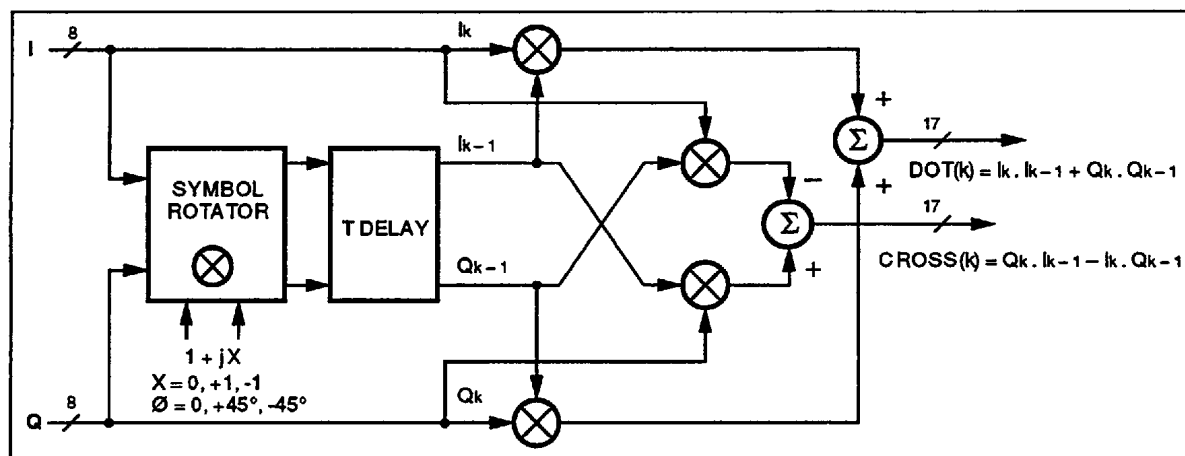 I 8 Ik
+
17
Ik-1
DOT(k) = Ik . Ik-1 + Qk . Qk-1
SYMBOL
ROTATOR
T DELAY
Σ
+
−
17
Σ
CROSS(k) = Qk . Ik-1 − Ik . Qk-1
Qk-1
+
1 + jX
X = 0, +1, -1
Ø = 0, +45°, -45°
Q 8 Qk